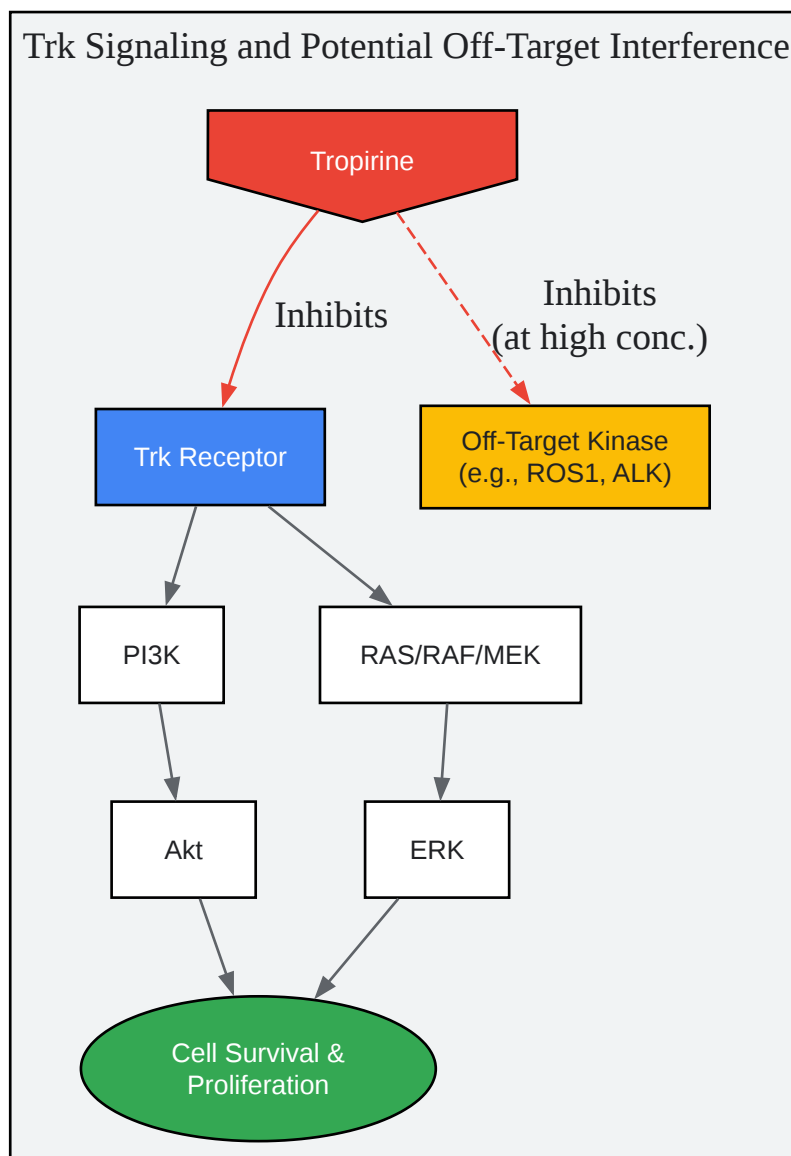 Trk Signaling and Potential Off-Target Interference
Tropirine
Inhibits
Inhibits
(at high conc.)
Trk Receptor
Off-Target Kinase
(e.g., ROS1, ALK)
PI3K
RAS/RAF/MEK
Akt
ERK
Cell Survival &
Proliferation